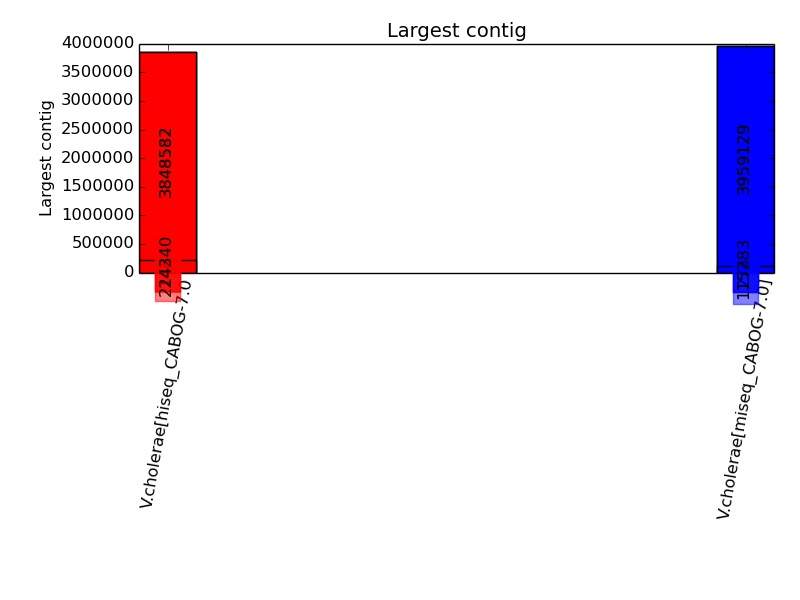 Largest contig
Largest contig
4000000
3500000
3000000
2500000
2000000
1500000
1000000
500000
0
3848582
3959129
V.cholerae[hiseq_CABOG-7.0
V.cholerae[miseq_CABOG-7.0]